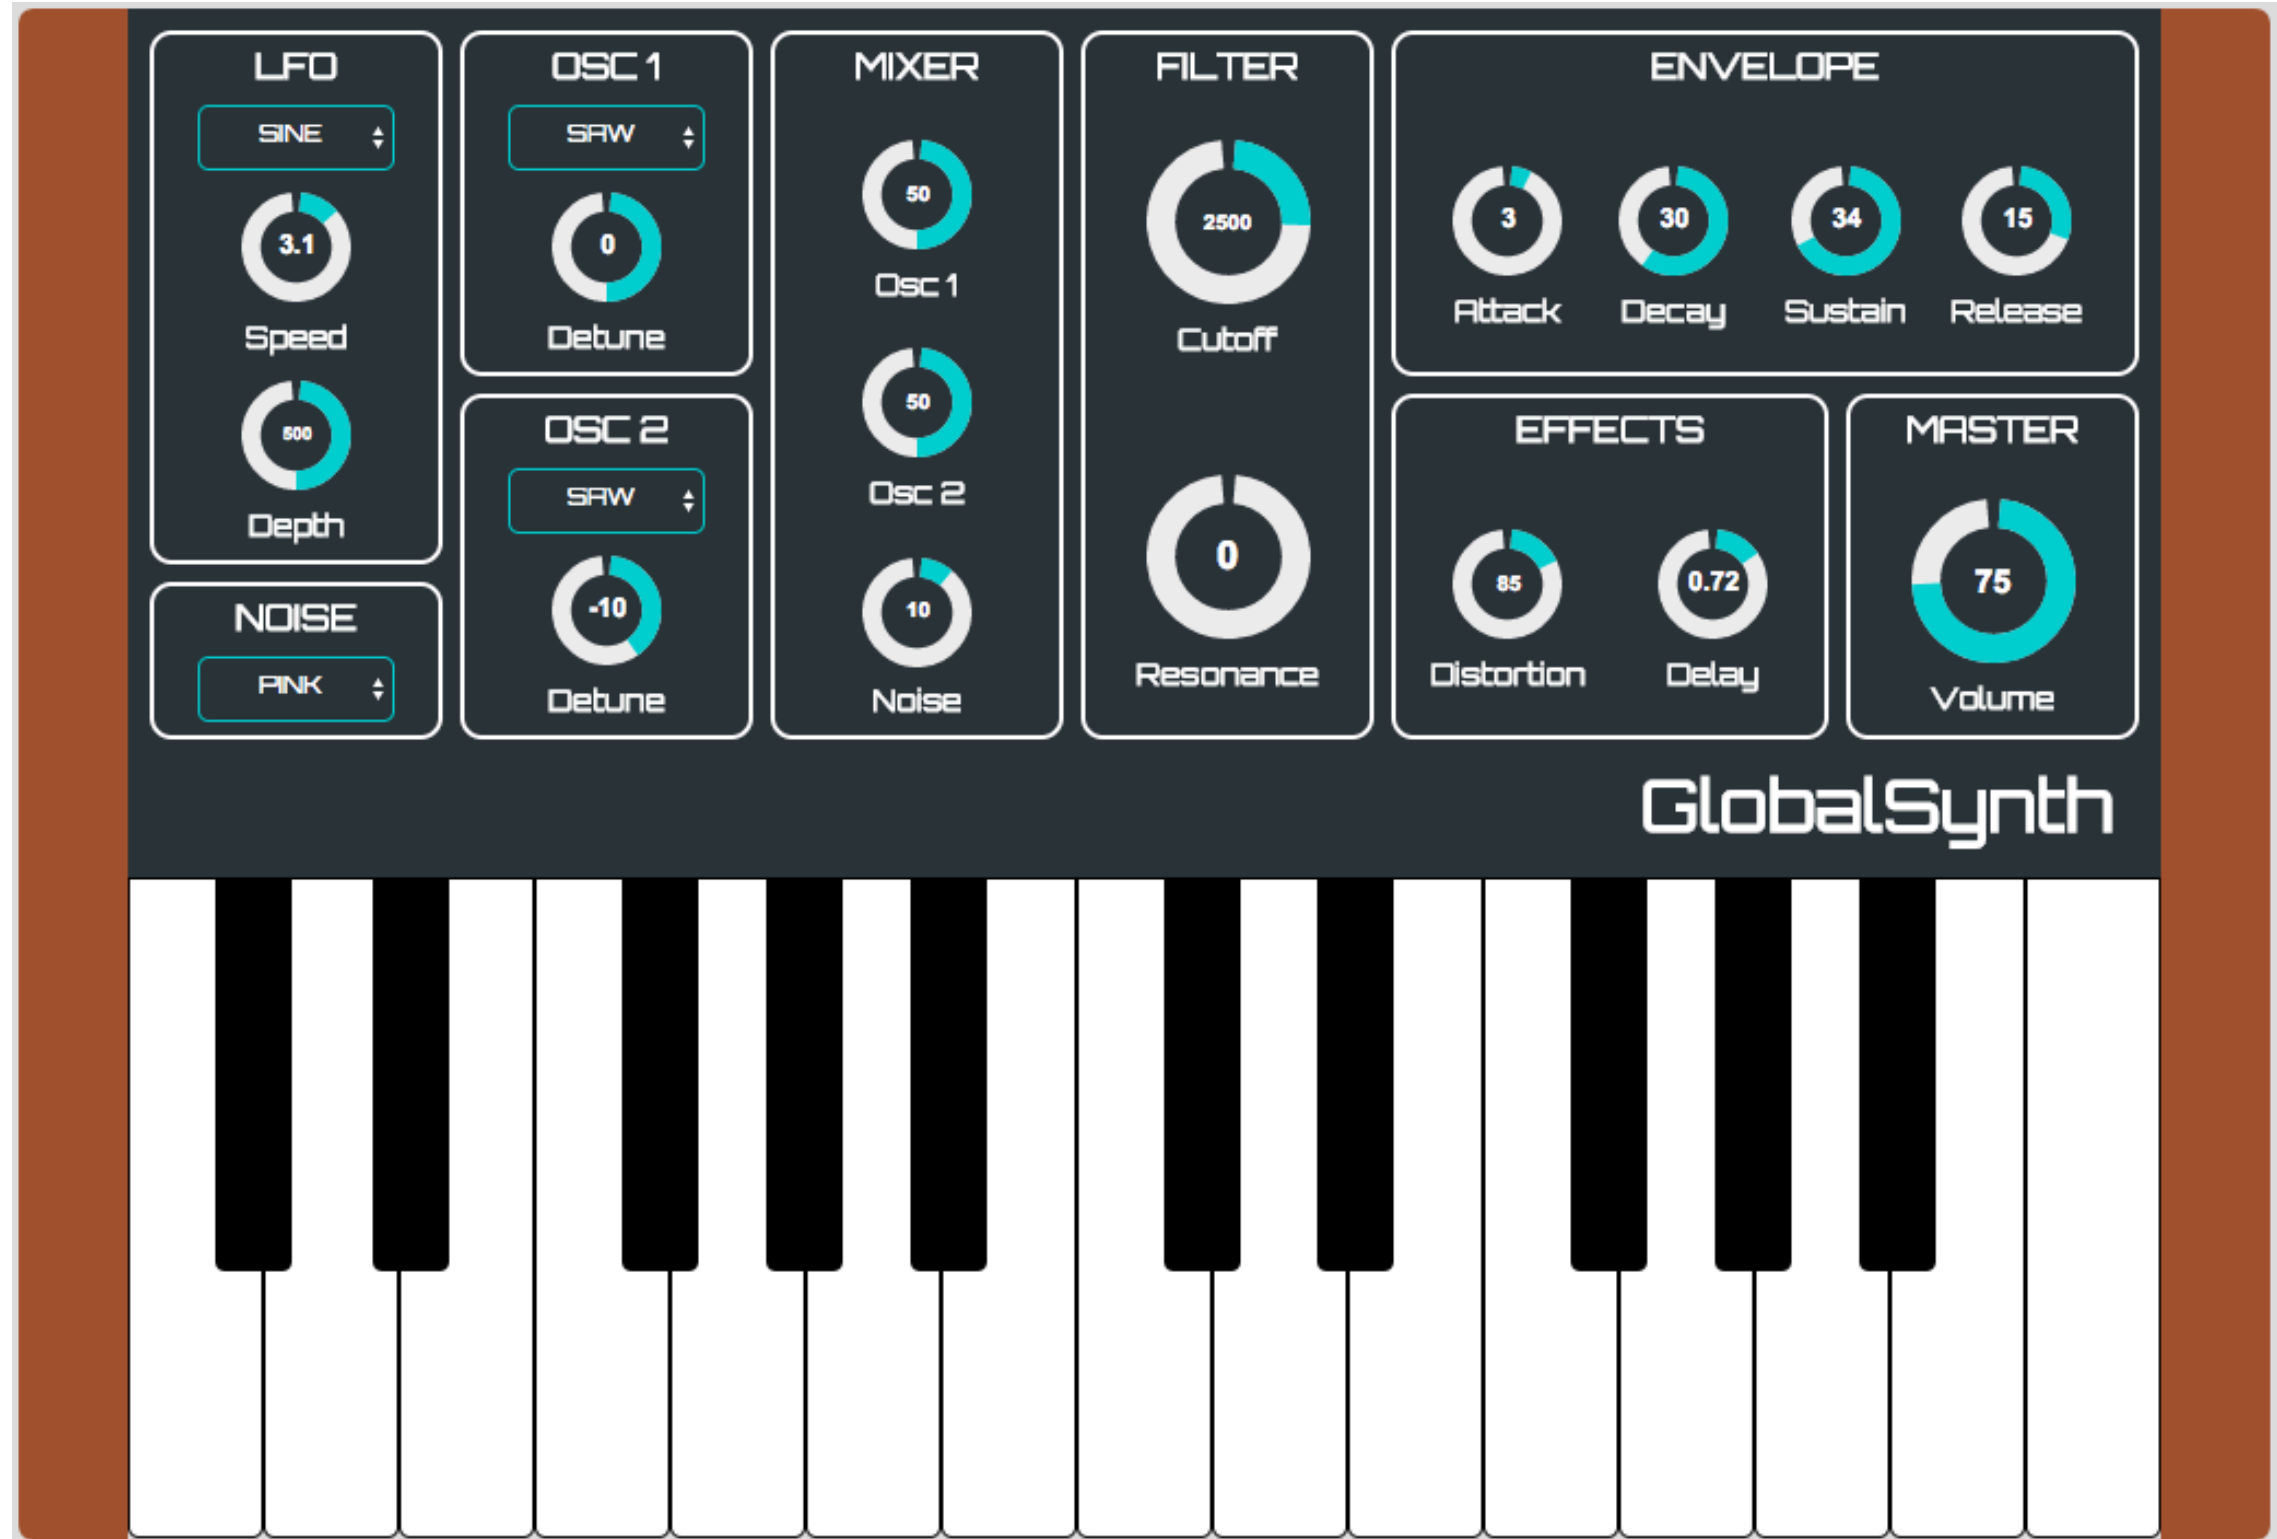 LFO
SINE
3.1
Speed
500
Depth
NOISE
PINK
OSC 1
SAW
0
Detune
OSC 2
SAW
-10
Detune
MIXER
50
Osc 1
50
Osc 2
10
Noise
FILTER
2500
Cutoff
0
Resonance
ENVELOPE
3 30 34 15
Attack Decay Sustain Release
EFFECTS
85 0.72
Distortion Delay
MASTER
75
Volume
GlobalSynth